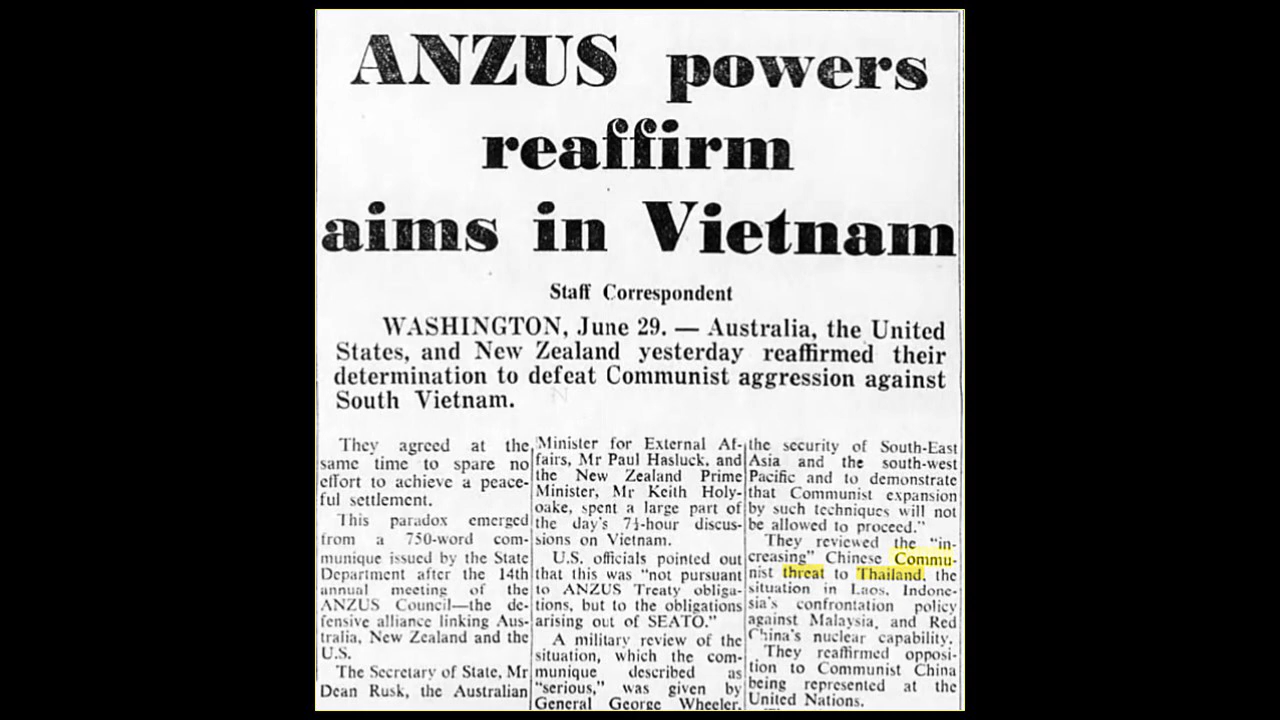 ANZUS powers
reaffirm
aims in Vietnam
Staff Correspondent
WASHINGTON, June 29. — Australia, the United
States, and New Zealand yesterday reaffirmed their
determination to defeat Communist aggression against
South Vietnam.
They agreed at the
same time to spare no
effort to achieve a peace-
ful settlement.
This paradox emerged
from a 750-word com-
munique issued by the State
Department after the 14th
annual meeting of the
ANZUS Council—the de-
fensive alliance linking Aus-
tralia, New Zealand and the
U.S.
The Secretary of State, Mr
Dean Rusk, the Australian
Minister for External Af-
fairs, Mr Paul Hasluck, and
the New Zealand Prime
Minister, Mr Keith Holy-
oake, spent a large part of
the day's 7½-hour discus-
sions on Vietnam.
U.S. officials pointed out
that this was "not pursuant
to ANZUS Treaty obliga-
tions, but to the obligations
arising out of SEATO."
A military review of the
situation, which the com-
munique described as
"serious," was given by
General George Wheeler.
the security of South-East
Asia and the south-west
Pacific and to demonstrate
that Communist expansion
by such techniques will not
be allowed to proceed."
They reviewed the "in-
creasing" Chinese Commu-
nist threat to Thailand, the
situation in Laos, Indone-
sia's confrontation policy
against Malaysia, and Red
China's nuclear capability.
They reaffirmed opposi-
tion to Communist China
being represented at the
United Nations.